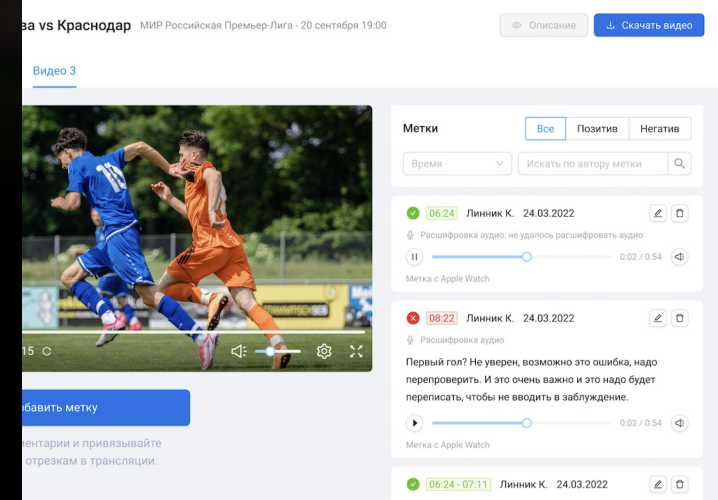 vs Краснодар МИР Российская Премьер-Лига - 20 сентября 19:00
Описание
Скачать видео
Видео 3
Метки
Все Позитив Негатив
Время
Искать по автору метки
10
15
06:24 Линник К. 24.03.2022
Расшифровка аудио: не удалось расшифровать аудио
0:02 / 0:54
Метка с Apple Watch
08:22 Линник К. 24.03.2022
Расшифровка аудио
Первый гол? Не уверен, возможно это ошибка, надо
перепроверить. И это очень важно и это надо будет
переписать, чтобы не вводить в заблуждение.
0:02 / 0:54
Метка с Apple Watch
06:24 - 07:11 Линник К. 24.03.2022
обавить метку
ментарии и привязывайте
отрезкам в трансляции.